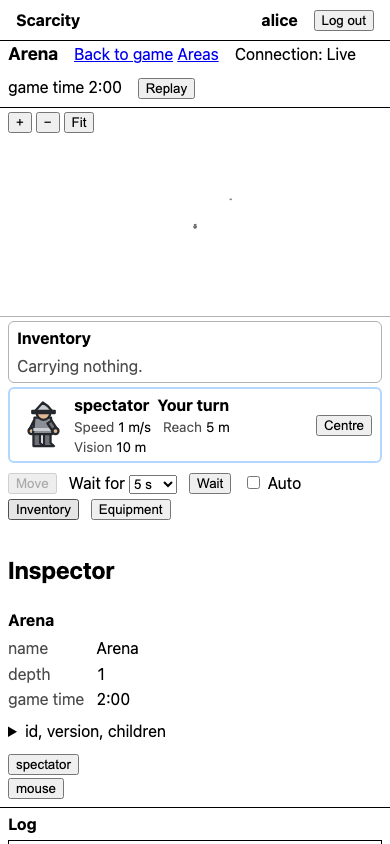 Scarcity alice Log out
Arena Back to game Areas Connection: Live
game time 2:00 Replay
+ − Fit
Inventory
Carrying nothing.
spectator Your turn
Speed 1 m/s Reach 5 m
Vision 10 m
Centre
Move Wait for 5 s Wait Auto
Inventory Equipment
Inspector
Arena
name Arena
depth 1
game time 2:00
id, version, children
spectator
mouse
Log